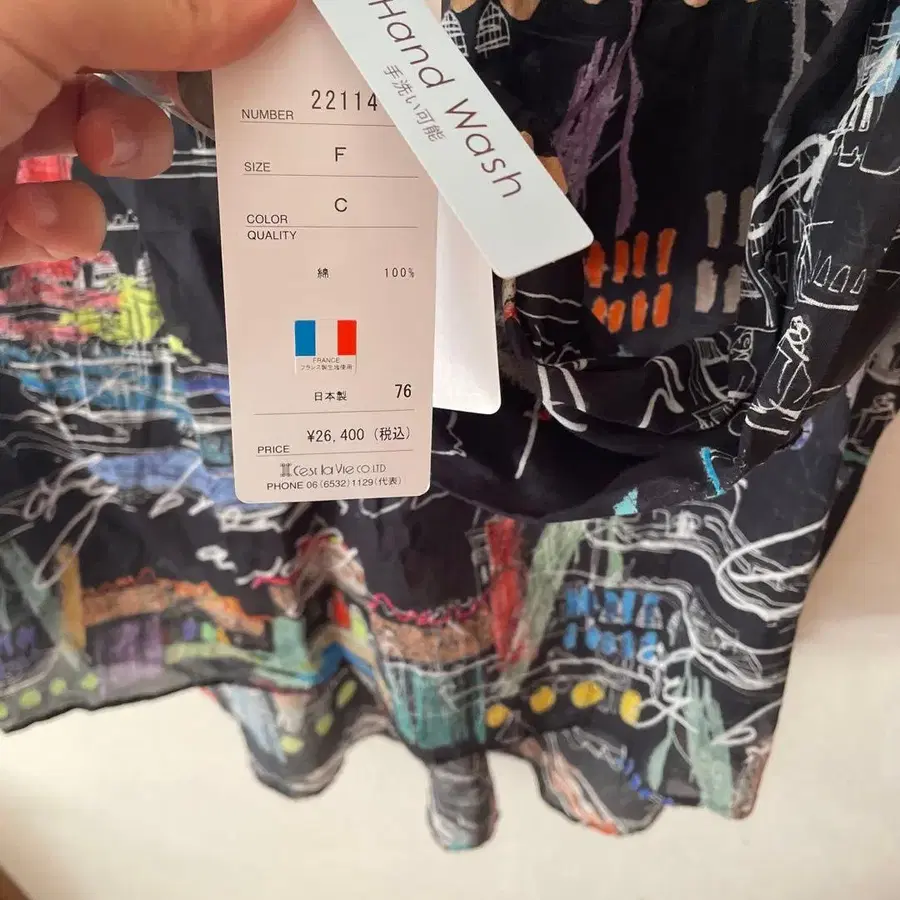 Hand Wash
手洗い可能
NUMBER 22114
SIZE F
COLOR C
QUALITY
綿 100%
FRANCE
フランス製生地使用
日本製 76
PRICE ¥26,400 (税込)
C'est la Vie CO.LTD
PHONE 06(6532)1129(代表)